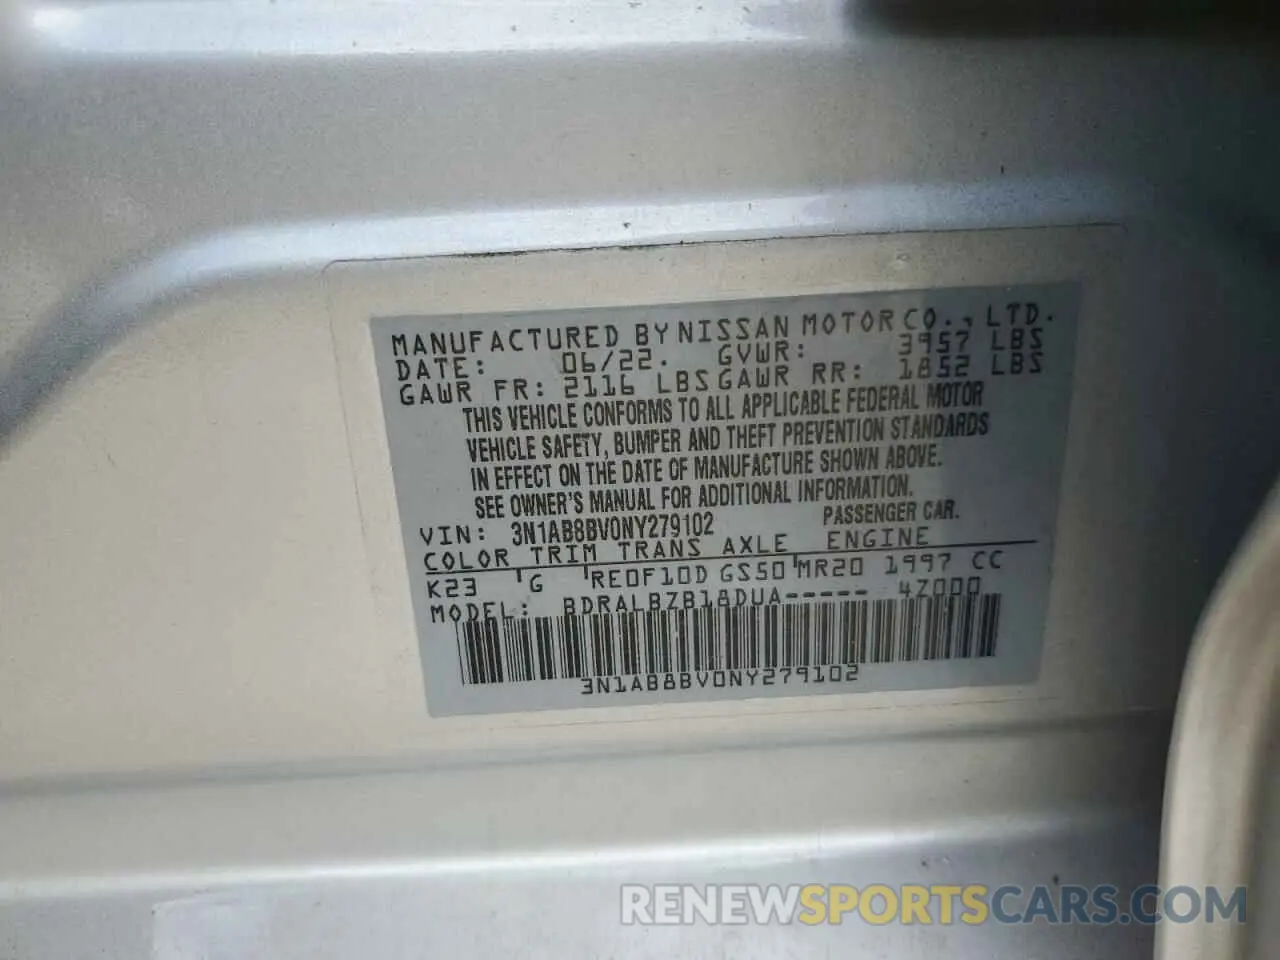 MANUFACTURED BY NISSAN MOTOR CO., LTD.
DATE: 06/22. GVWR: 3957 LBS
GAWR FR: 2116 LBS GAWR RR: 1852 LBS
THIS VEHICLE CONFORMS TO ALL APPLICABLE FEDERAL MOTOR
VEHICLE SAFETY, BUMPER AND THEFT PREVENTION STANDARDS
IN EFFECT ON THE DATE OF MANUFACTURE SHOWN ABOVE.
SEE OWNER'S MANUAL FOR ADDITIONAL INFORMATION.
VIN: 3N1AB8BV0NY279102 PASSENGER CAR.
COLOR TRIM TRANS AXLE ENGINE
K23 G RE0F10D GS50 MR20 1997 CC
MODEL: BDRALBZB18DUA----- 4Z000
3N1AB8BV0NY279102
RENEWSPORTSCARS.COM